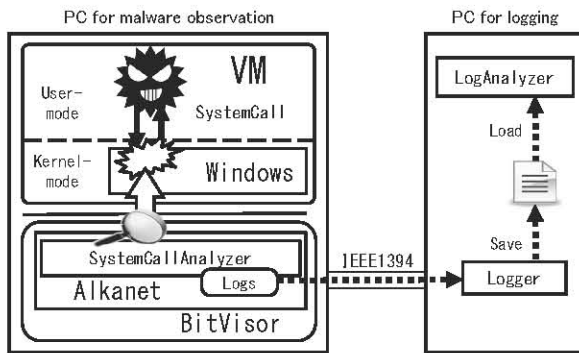 PC for malware observation
PC for logging
VM
User-
mode
SystemCall
Kernel-
mode
Windows
SystemCallAnalyzer
Logs
Alkanet
BitVisor
IEEE1394
LogAnalyzer
Load
Save
Logger